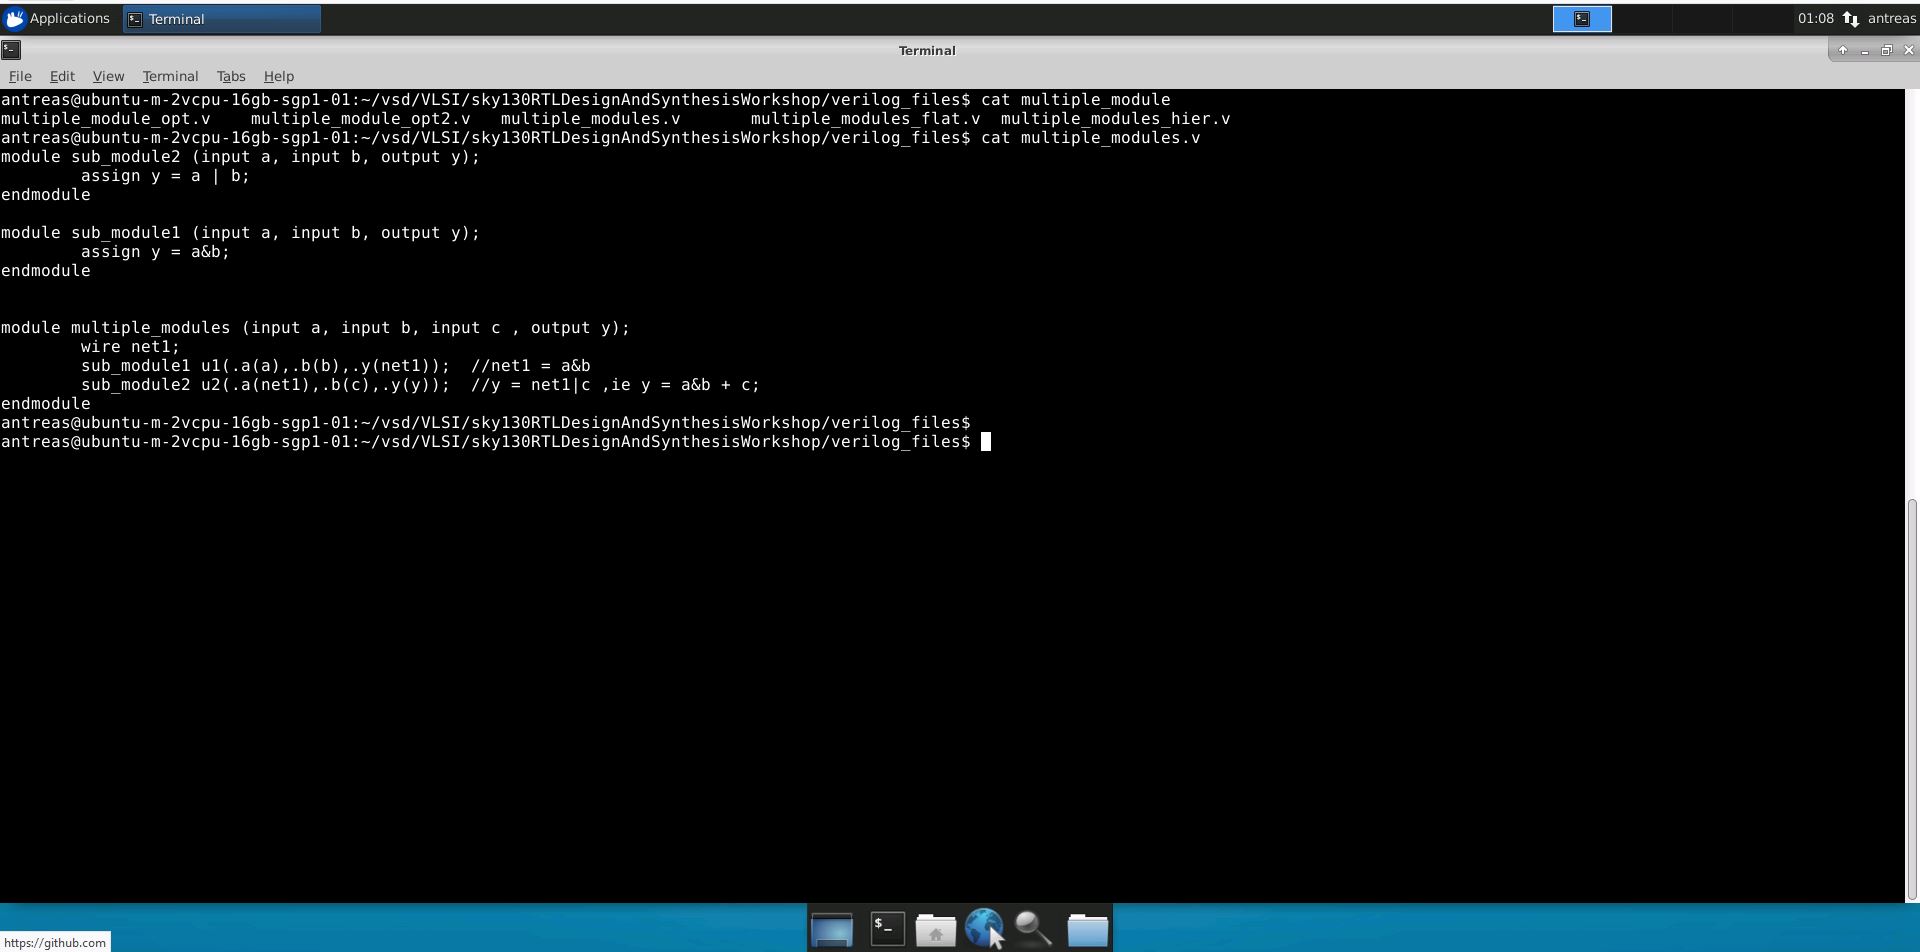 Applications Terminal 01:08 antreas
Terminal
File Edit View Terminal Tabs Help
antreas@ubuntu-m-2vcpu-16gb-sgp1-01:~/vsd/VLSI/sky130RTLDesignAndSynthesisWorkshop/verilog_files$ cat multiple_module
multiple_module_opt.v    multiple_module_opt2.v   multiple_modules.v       multiple_modules_flat.v  multiple_modules_hier.v
antreas@ubuntu-m-2vcpu-16gb-sgp1-01:~/vsd/VLSI/sky130RTLDesignAndSynthesisWorkshop/verilog_files$ cat multiple_modules.v
module sub_module2 (input a, input b, output y);
        assign y = a | b;
endmodule
module sub_module1 (input a, input b, output y);
        assign y = a&b;
endmodule
module multiple_modules (input a, input b, input c , output y);
        wire net1;
        sub_module1 u1(.a(a),.b(b),.y(net1));  //net1 = a&b
        sub_module2 u2(.a(net1),.b(c),.y(y));  //y = net1|c ,ie y = a&b + c;
endmodule
antreas@ubuntu-m-2vcpu-16gb-sgp1-01:~/vsd/VLSI/sky130RTLDesignAndSynthesisWorkshop/verilog_files$
antreas@ubuntu-m-2vcpu-16gb-sgp1-01:~/vsd/VLSI/sky130RTLDesignAndSynthesisWorkshop/verilog_files$
https://github.com